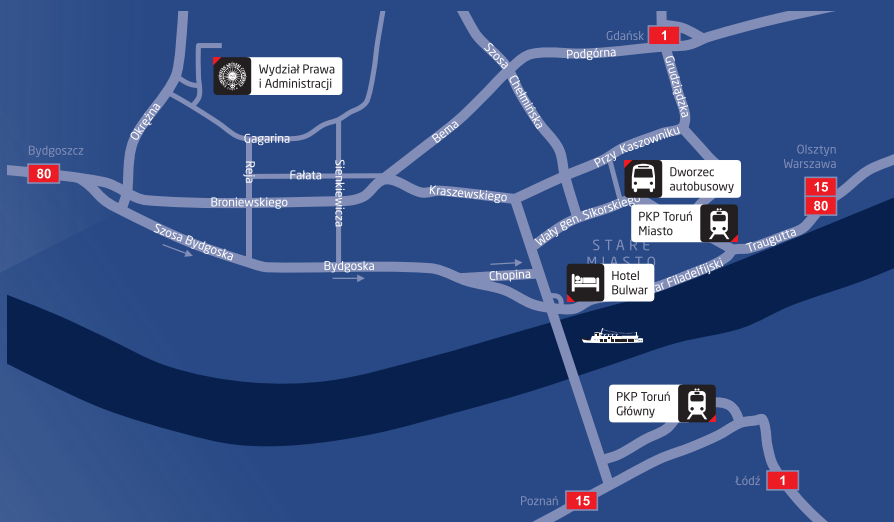 Gdańsk
1
Podgórna
Szosa Chełmińska
Grudziądzka
Wydział Prawa
i Administracji
Okrężna
Gagarina
Bema
Przy Kaszowniku
Bydgoszcz
80
Olsztyn
Warszawa
15
80
Reja
Fałata
Sienkiewicza
Dworzec
autobusowy
Kraszewskiego
Broniewskiego
Wały gen. Sikorskiego
PKP Toruń
Miasto
Szosa Bydgoska
STARE
MIASTO
Traugutta
Bydgoska
Chopina
Hotel
Bulwar
Filadelfijski
PKP Toruń
Główny
Poznań
15
Łódź
1